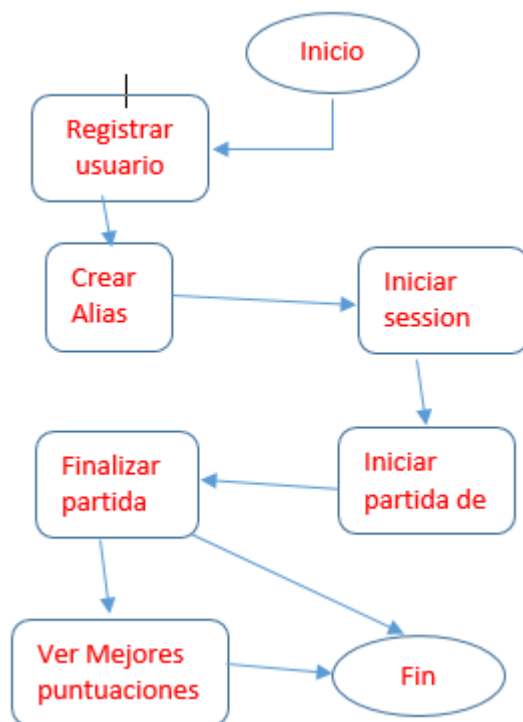 Inicio
Registrar
usuario
Crear
Alias
Iniciar
session
Iniciar
partida de
Finalizar
partida
Ver Mejores
puntuaciones
Fin